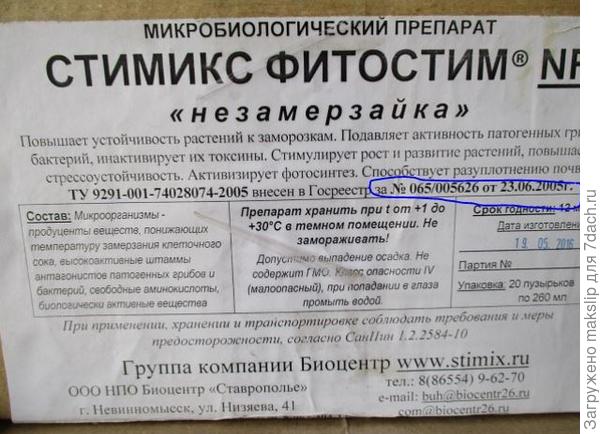 МИКРОБИОЛОГИЧЕСКИЙ ПРЕПАРАТ
СТИМИКС ФИТОСТИМ®
«незамерзайка»
Повышает устойчивость растений к заморозкам. Подавляет активность патогенных
бактерий, инактивирует их токсины. Стимулирует рост и развитие растений,
стрессоустойчивость. Активизирует фотосинтез. Способствует разуплотнению
ТУ 9291-001-74028074-2005 внесен в Госреестр за № 065/005626 от 23.06.2005г.
Состав: Микроорганизмы -
продуценты веществ, понижающих
температуру замерзания клеточного
сока, высокоактивные штаммы
антагонистов патогенных грибов и
бактерий, свободные аминокислоты,
биологически активные вещества
Препарат хранить при t от +1 до
+30°С в темном помещении. Не
замораживать!
Допустимо выпадение осадка. Не
содержит ГМО. Класс опасности IV
(малоопасный), при попадании в глаза
промыть водой.
Срок годности: 12
Дата
19 05 2016
Партия №
Упаковка: 20 пузырьков
по 260 мл
При применении, хранении и транспортировке соблюдать требования и меры
предосторожности, согласно СанПин 1.2.2584-10
Группа компании Биоцентр www.stimix.ru
ООО НПО Биоцентр «Ставрополье»
г. Невинномысск, ул. Низяева, 41
тел.: 8(86554) 9-62-70
e-mail: buh@biocentr26.ru
com@biocentr26.ru
Загружено makslip для 7dach.ru